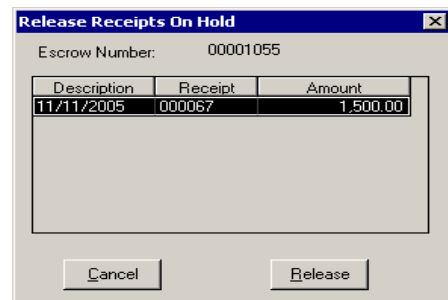 Release Receipts On Hold
Escrow Number: 00001055
Description Receipt Amount
11/11/2005 000067 1,500.00
Cancel Release